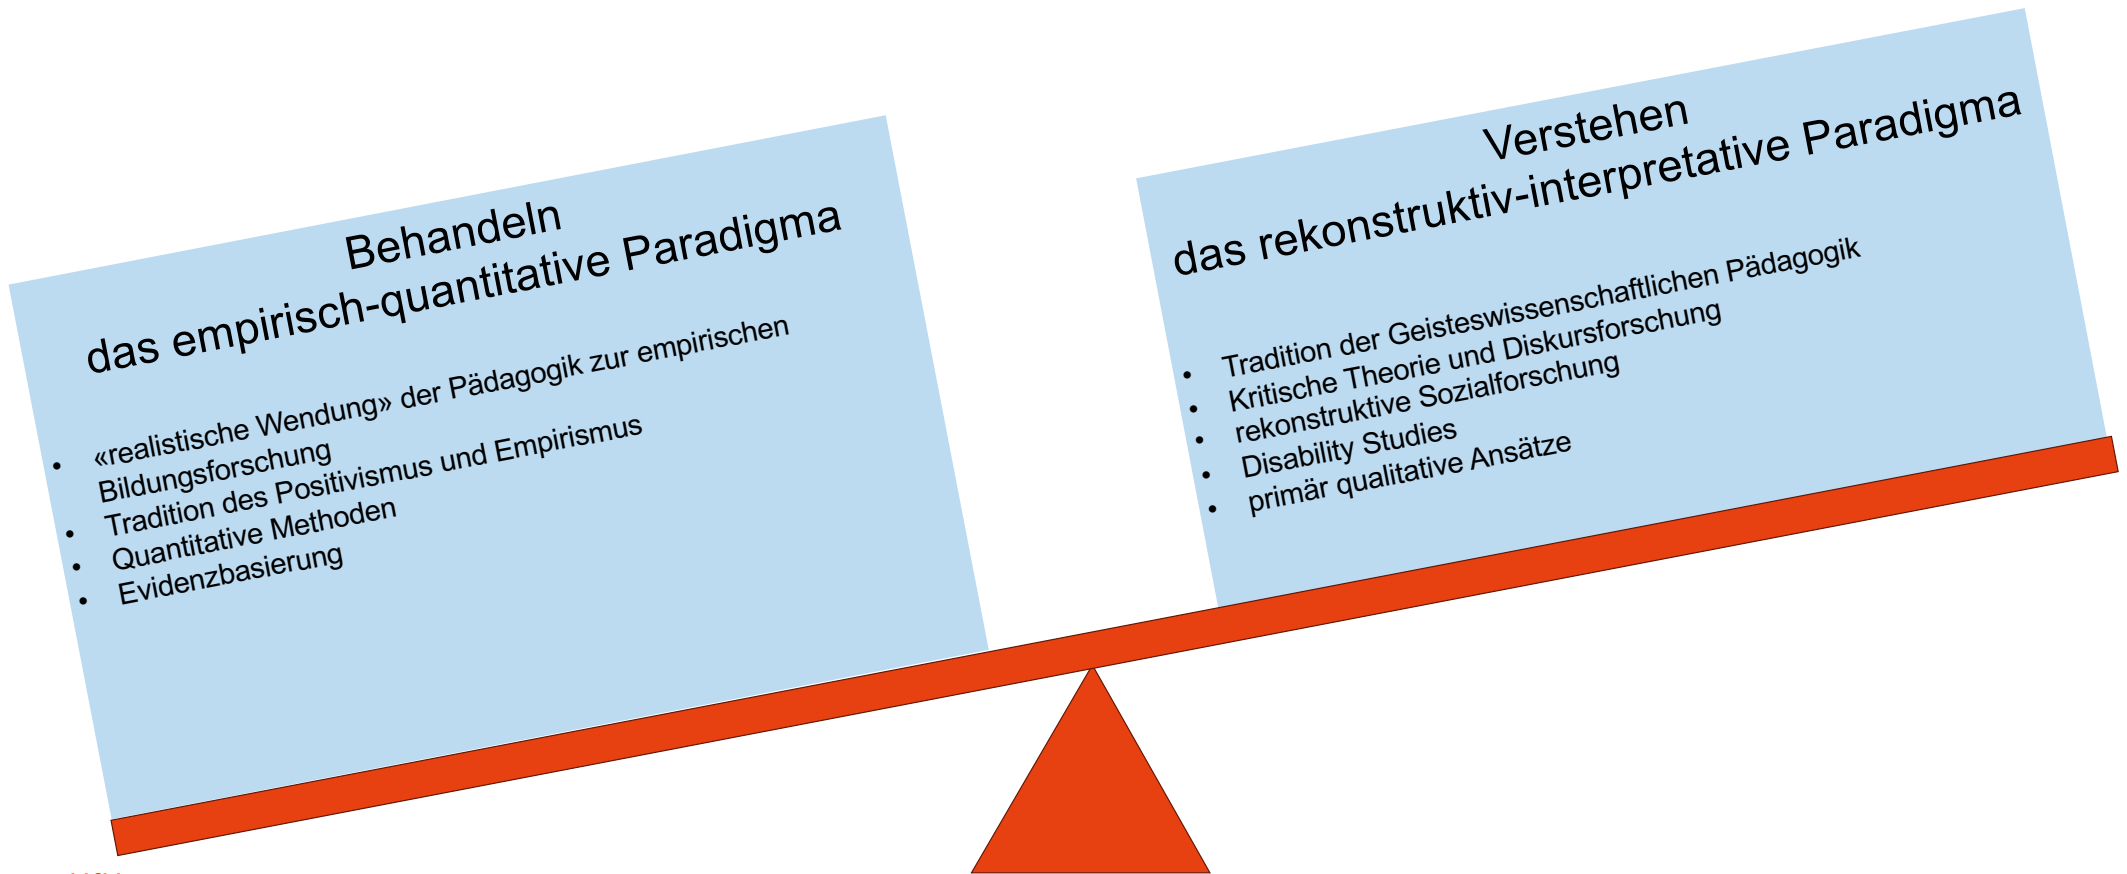 Behandeln
das empirisch-quantitative Paradigma
• «realistische Wendung» der Pädagogik zur empirischen
Bildungsforschung
• Tradition des Positivismus und Empirismus
• Quantitative Methoden
• Evidenzbasierung
Verstehen
das rekonstruktiv-interpretative Paradigma
• Tradition der Geisteswissenschaftlichen Pädagogik
• Kritische Theorie und Diskursforschung
• rekonstruktive Sozialforschung
• Disability Studies
• primär qualitative Ansätze